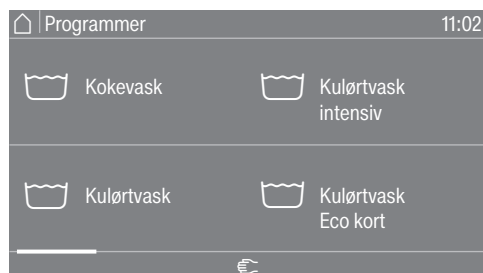 Programmer 11:02
Kokevask
Kulørtvask
intensiv
Kulørtvask
Kulørtvask
Eco kort